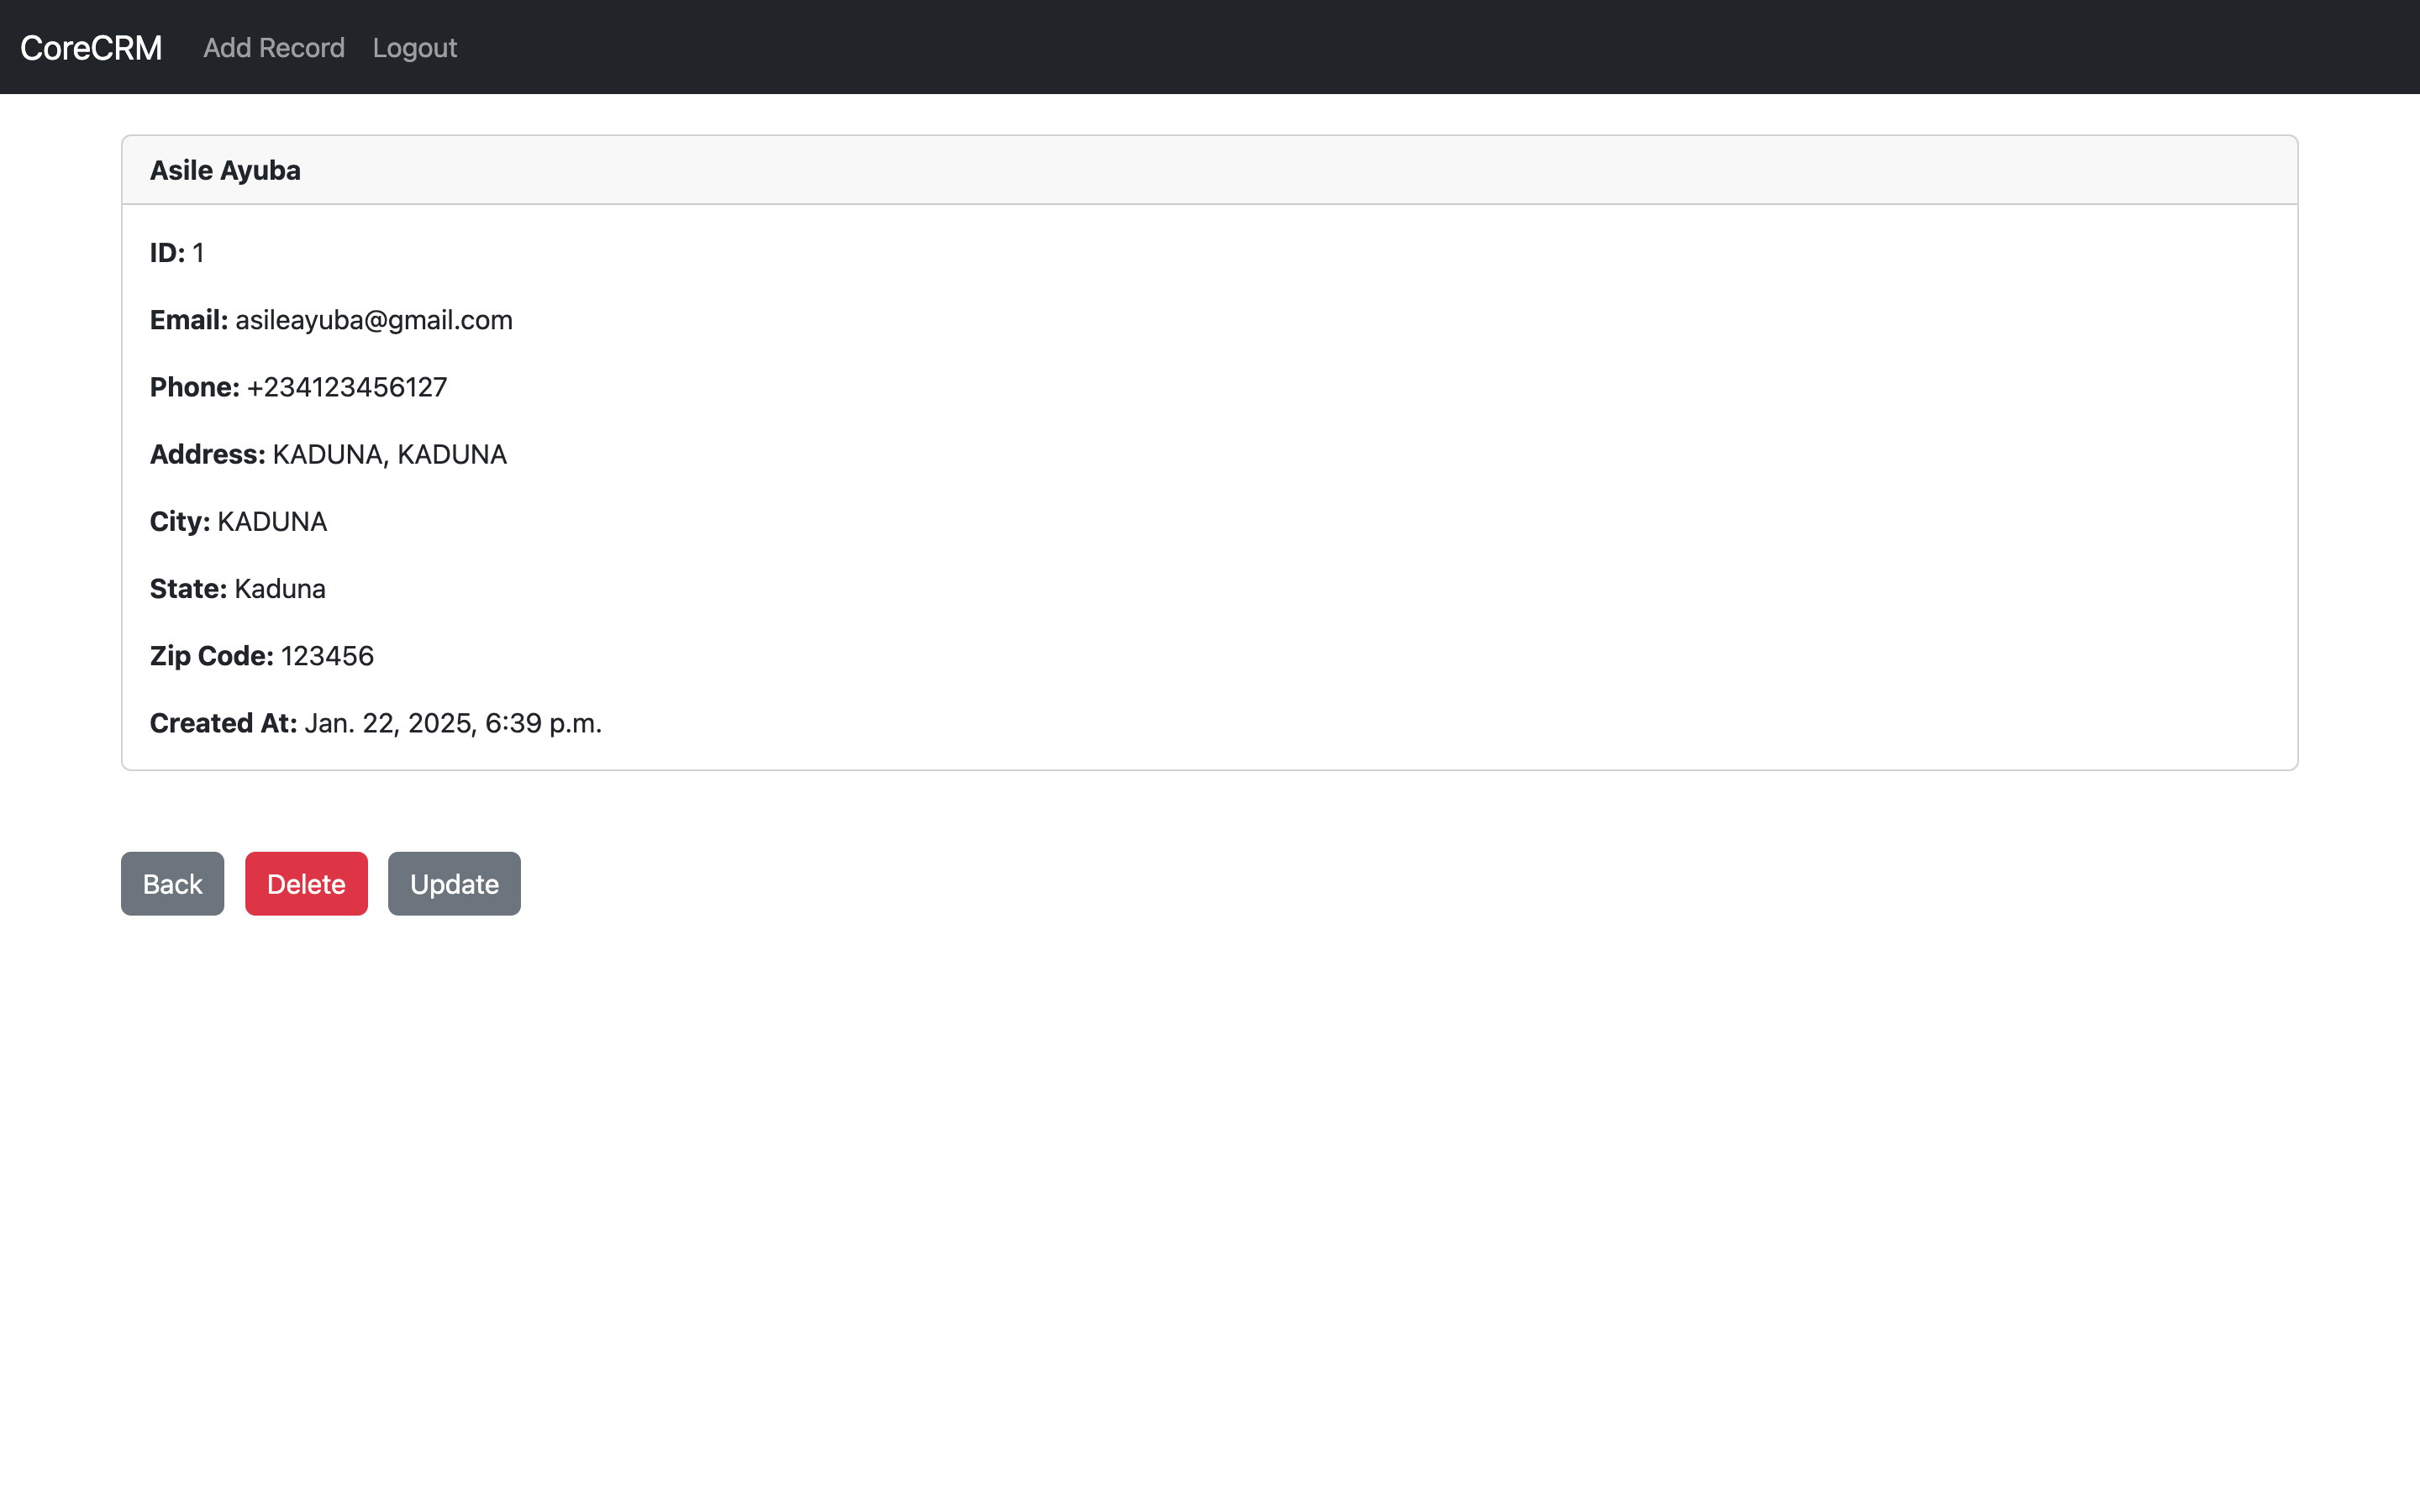 CoreCRM Add Record Logout
Asile Ayuba
ID: 1
Email: asileayuba@gmail.com
Phone: +234123456127
Address: KADUNA, KADUNA
City: KADUNA
State: Kaduna
Zip Code: 123456
Created At: Jan. 22, 2025, 6:39 p.m.
Back Delete Update